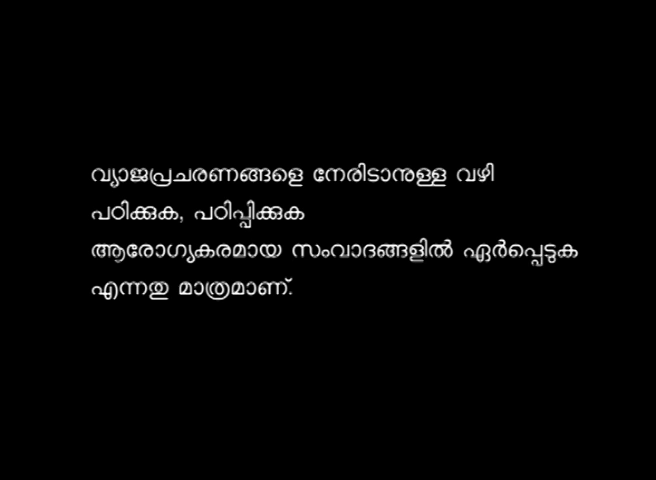 വ്യാജപ്രചരണങ്ങളെ നേരിടാനുള്ള വഴി
പഠിക്കുക, പഠിപ്പിക്കുക
ആരോഗ്യകരമായ സംവാദങ്ങളിൽ ഏർപ്പെടുക
എന്നതു മാത്രമാണ്.